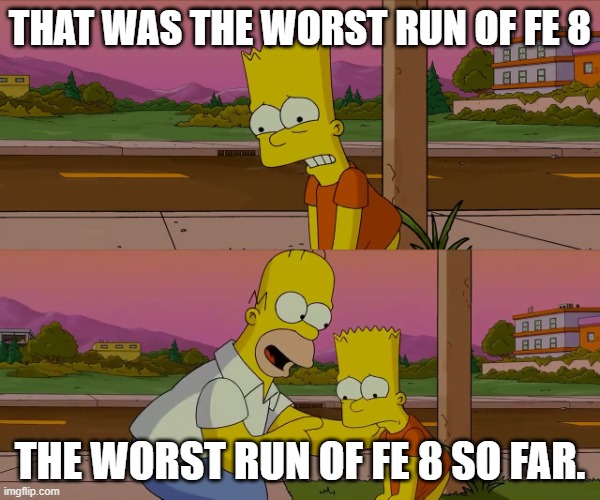 THAT WAS THE WORST RUN OF FE 8
THE WORST RUN OF FE 8 SO FAR.
imgflip.com